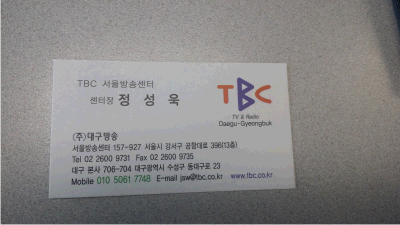 TBC 서울방송센터
센터장 정 성 욱
TBC
TV & Radio
Daegu-Gyeongbuk
(주)대구방송
서울방송센터 157-927 서울시 강서구 공항대로 396(13층)
Tel 02 2600 9731 Fax 02 2600 9735
대구 본사 706-704 대구광역시 수성구 동대구로 23
Mobile 010 5061 7748 E-mail jsw@tbc.co.kr www.tbc.co.kr